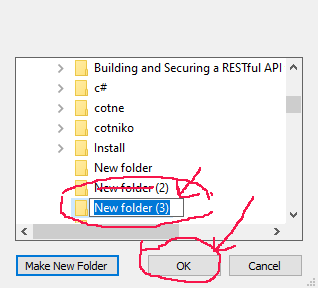 Building and Securing a RESTful API
c#
cotne
cotniko
Install
New folder
New folder (2)
New folder (3)
Make New Folder OK Cancel